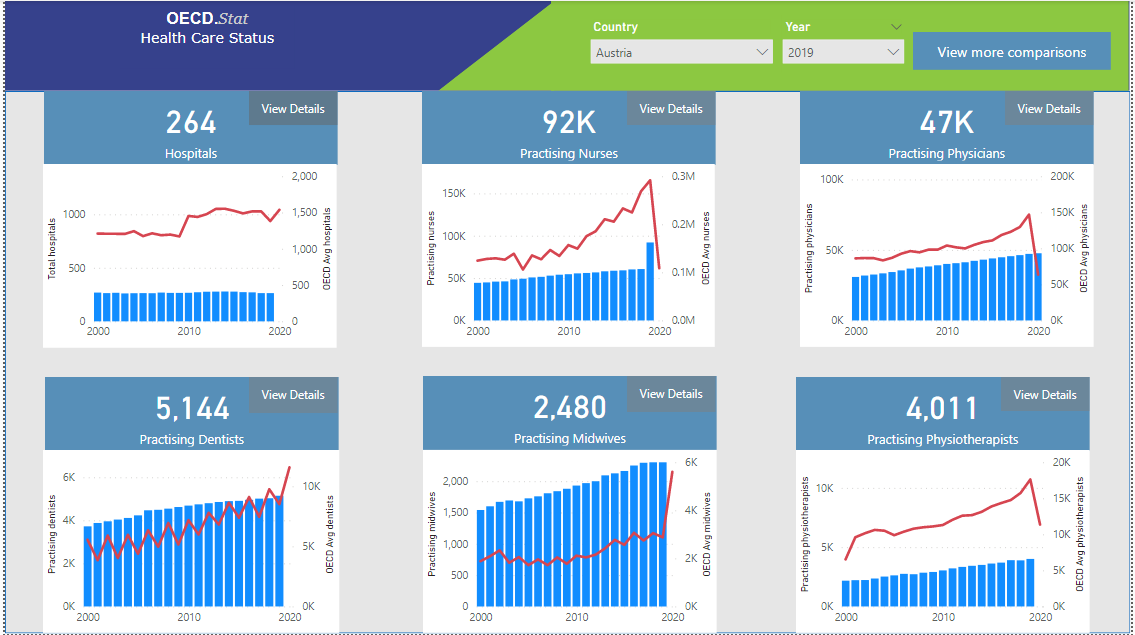 OECD.Stat
Health Care Status
Country
Year
Austria
2019
View more comparisons
264
View Details
Hospitals
2,000
1,500
1,000
500
0
1000
500
0
Total hospitals
OECD Avg hospitals
2000
2010
2020
92K
View Details
Practising Nurses
150K
100K
50K
0K
0.3M
0.2M
0.1M
0.0M
Practising nurses
OECD Avg nurses
2000
2010
2020
47K
View Details
Practising Physicians
100K
50K
0K
200K
150K
100K
50K
0K
Practising physicians
OECD Avg physicians
2000
2010
2020
5,144
View Details
Practising Dentists
6K
4K
2K
0K
10K
5K
0K
Practising dentists
OECD Avg dentists
2000
2010
2020
2,480
View Details
Practising Midwives
2,000
1,500
1,000
500
0
6K
4K
2K
0K
Practising midwives
OECD Avg midwives
2000
2010
2020
4,011
View Details
Practising Physiotherapists
10K
5K
0K
20K
15K
10K
5K
0K
Practising physiotherapists
OECD Avg physiotherapists
2000
2010
2020